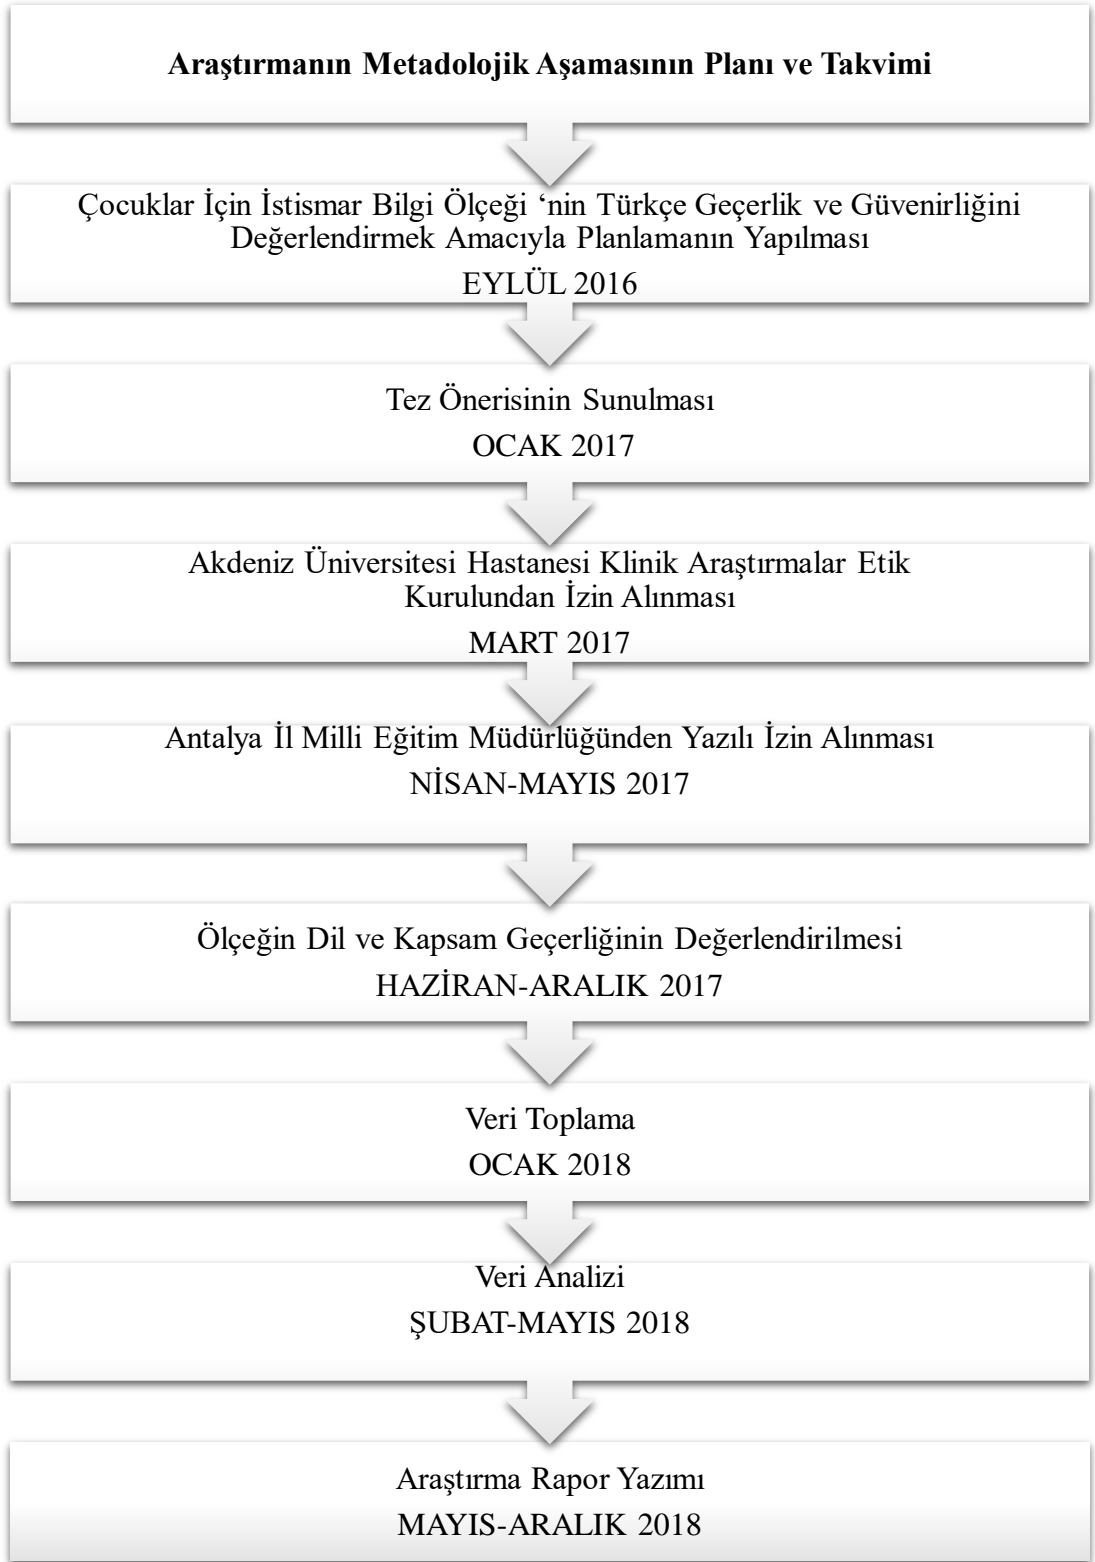 Araştırmanın Metadolojik Aşamasının Planı ve Takvimi
Çocuklar İçin İstismar Bilgi Ölçeği ‘nin Türkçe Geçerlik ve Güvenirliğini
Değerlendirmek Amacıyla Planlamanın Yapılması
EYLÜL 2016
Tez Önerisinin Sunulması
OCAK 2017
Akdeniz Üniversitesi Hastanesi Klinik Araştırmalar Etik
Kurulundan İzin Alınması
MART 2017
Antalya İl Milli Eğitim Müdürlüğünden Yazılı İzin Alınması
NİSAN-MAYIS 2017
Ölçeğin Dil ve Kapsam Geçerliğinin Değerlendirilmesi
HAZİRAN-ARALIK 2017
Veri Toplama
OCAK 2018
Veri Analizi
ŞUBAT-MAYIS 2018
Araştırma Rapor Yazımı
MAYIS-ARALIK 2018